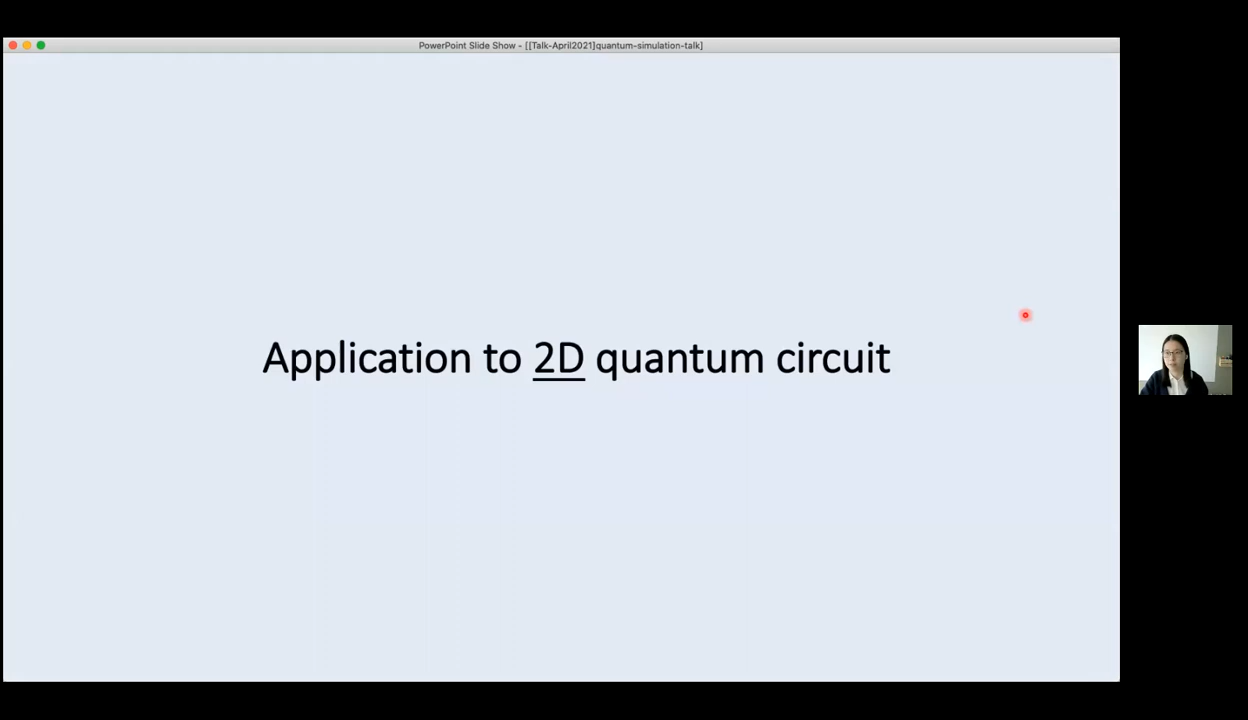 PowerPoint Slide Show - [[Talk-April2021]quantum-simulation-talk]
Application to 2D quantum circuit